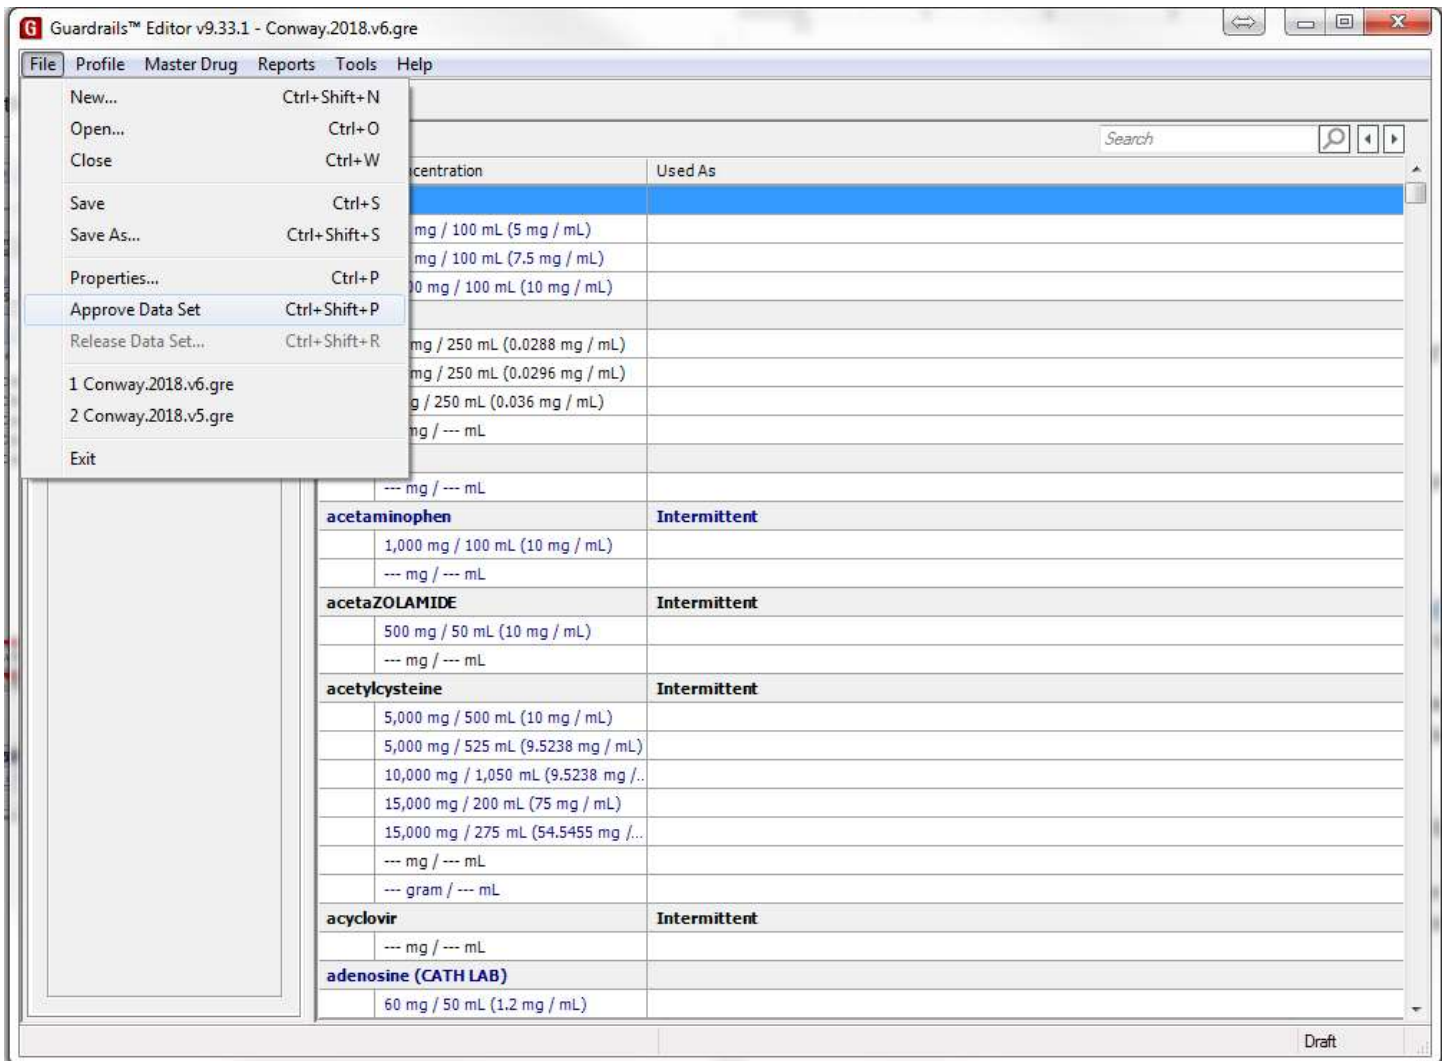 Guardrails™ Editor v9.33.1 - Conway.2018.v6.gre
File Profile Master Drug Reports Tools Help
New... Ctrl+Shift+N
Open... Ctrl+O
Close Ctrl+W
Save Ctrl+S
Save As... Ctrl+Shift+S
Properties... Ctrl+P
Approve Data Set Ctrl+Shift+P
Release Data Set... Ctrl+Shift+R
1 Conway.2018.v6.gre
2 Conway.2018.v5.gre
Exit
Search
centration Used As
mg / 100 mL (5 mg / mL)
mg / 100 mL (7.5 mg / mL)
00 mg / 100 mL (10 mg / mL)
mg / 250 mL (0.0288 mg / mL)
mg / 250 mL (0.0296 mg / mL)
g / 250 mL (0.036 mg / mL)
mg / --- mL
--- mg / --- mL
acetaminophen Intermittent
1,000 mg / 100 mL (10 mg / mL)
--- mg / --- mL
acetaZOLAMIDE Intermittent
500 mg / 50 mL (10 mg / mL)
--- mg / --- mL
acetylcysteine Intermittent
5,000 mg / 500 mL (10 mg / mL)
5,000 mg / 525 mL (9.5238 mg / mL)
10,000 mg / 1,050 mL (9.5238 mg /..
15,000 mg / 200 mL (75 mg / mL)
15,000 mg / 275 mL (54.5455 mg /...
--- mg / --- mL
--- gram / --- mL
acyclovir Intermittent
--- mg / --- mL
adenosine (CATH LAB)
60 mg / 50 mL (1.2 mg / mL)
Draft